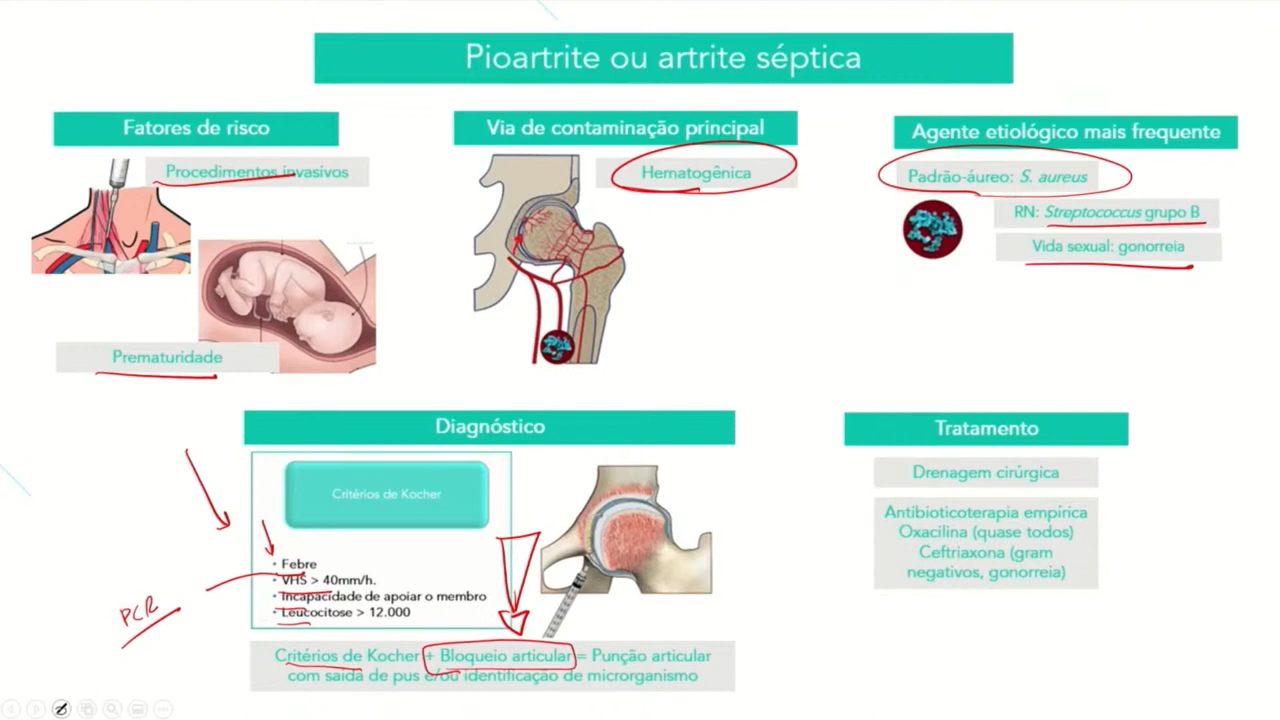 Pioartrite ou artrite séptica
Fatores de risco
Procedimentos invasivos
Prematuridade
Via de contaminação principal
Hematogênica
Agente etiológico mais frequente
Padrão-áureo: S. aureus
RN: Streptococcus grupo B
Vida sexual: gonorreia
Diagnóstico
Critérios de Kocher
• Febre
• VHS > 40mm/h.
• Incapacidade de apoiar o membro
• Leucocitose > 12.000
PCR
Critérios de Kocher + Bloqueio articular = Punção articular
com saída de pus e/ou identificação de microrganismo
Tratamento
Drenagem cirúrgica
Antibioticoterapia empírica
Oxacilina (quase todos)
Ceftriaxona (gram
negativos, gonorreia)